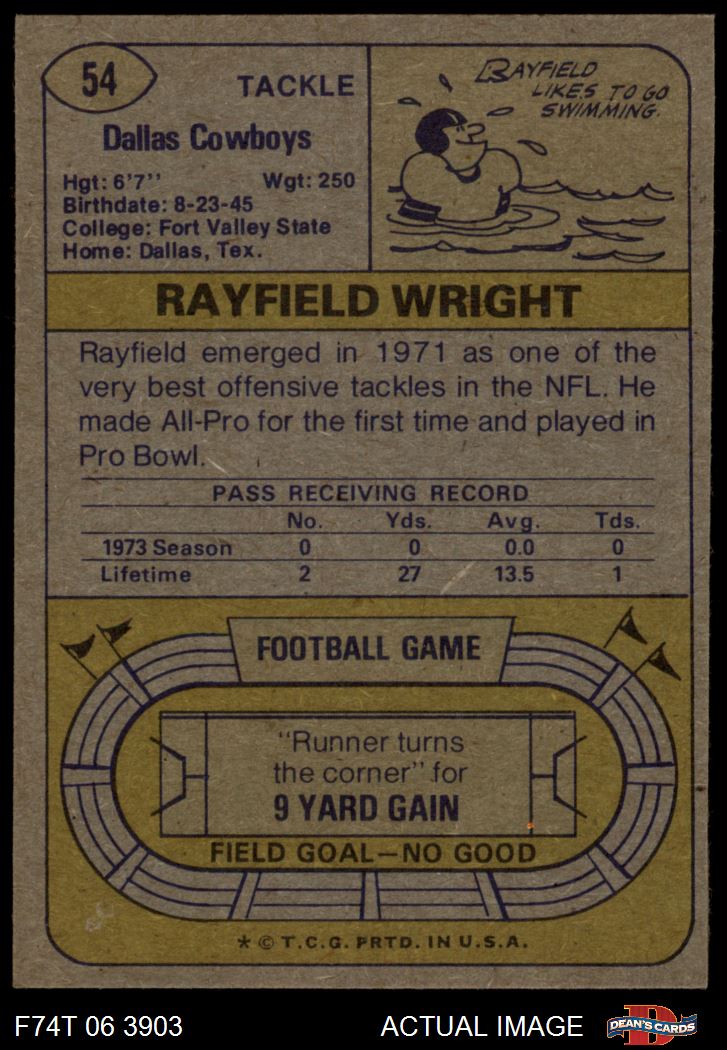 54
TACKLE
Dallas Cowboys
Hgt: 6'7'' Wgt: 250
Birthdate: 8-23-45
College: Fort Valley State
Home: Dallas, Tex.
RAYFIELD
LIKES TO GO
SWIMMING.
RAYFIELD WRIGHT
Rayfield emerged in 1971 as one of the
very best offensive tackles in the NFL. He
made All-Pro for the first time and played in
Pro Bowl.
PASS RECEIVING RECORD
No. Yds. Avg. Tds.
1973 Season 0 0 0.0 0
Lifetime 2 27 13.5 1
FOOTBALL GAME
"Runner turns
the corner" for
9 YARD GAIN
FIELD GOAL—NO GOOD
* © T.C.G. PRTD. IN U.S.A.
F74T 06 3903 ACTUAL IMAGE DEAN'S CARDS